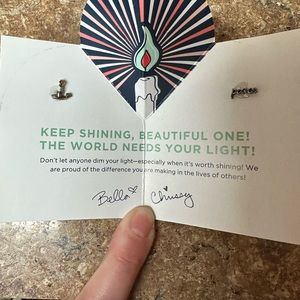 KEEP SHINING, BEAUTIFUL ONE!
THE WORLD NEEDS YOUR LIGHT!
Don't let anyone dim your light—especially when it's worth shining! We
are proud of the difference you are making in the lives of others!
Bella Chrissy